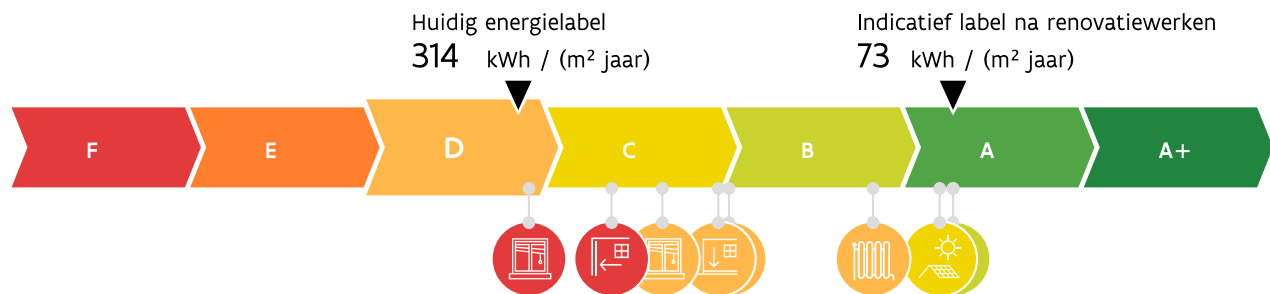 Huidig energielabel
314 kWh / (m² jaar)
Indicatief label na renovatiewerken
73 kWh / (m² jaar)
F E D C B A A+